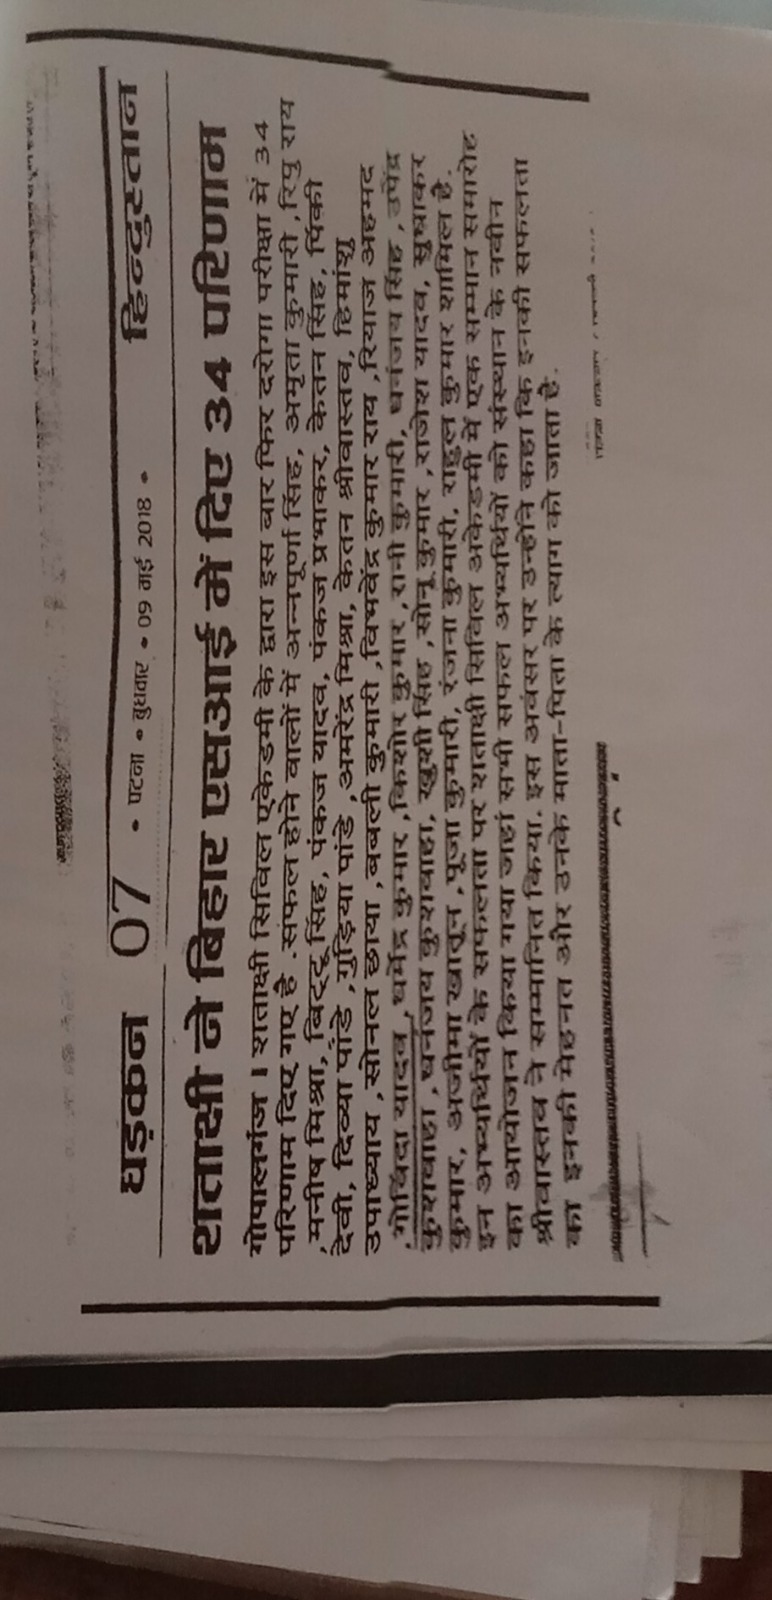 धड़कन 07 • पटना • बुधवार • 09 मई 2018 • हिन्दुस्तान
शताक्षी ने बिहार एसआई में दिए 34 परिणाम
गोपालगंज । शताक्षी सिविल एकेडमी के द्वारा इस बार फिर दरोगा परीक्षा में 34
परिणाम दिए गए है .सफल होने वालों में अन्नपूर्णा सिंह, अमृता कुमारी ,रिपु राय
,मनीष मिश्रा, बिट्टू सिंह, पंकज यादव, पंकज प्रभाकर, केतन सिंह, पिंकी
देवी, दिव्या पांडे ,गुड़िया पांडे ,अमरेंद्र मिश्रा, केतन श्रीवास्तव, हिमांशु
उपाध्याय ,सोनल छाया ,बबली कुमारी ,विभवेंद्र कुमार राय ,रियाज अहमद
,गोविंदा यादव ,धर्मेद्र कुमार ,किशोर कुमार ,रानी कुमारी, धनंजय सिंह ,उपेंद्र
कुशवाहा ,धनंजय कुशवाहा, खुशी सिंह ,सोनू कुमार ,राजेश यादव, सुधाकर
कुमार, अजीमा खातून ,पूजा कुमारी, रंजना कुमारी, राहुल कुमार शामिल है.
इन अभ्यर्थियों के सफलता पर शताक्षी सिविल अकेडमी में एक सम्मान समारोह
का आयोजन किया गया जहां सभी सफल अभ्यर्थियों को संस्थान के नवीन
श्रीवास्तव ने सम्मानित किया. इस अवसर पर उन्होंने कहा कि इनकी सफलता
का इनकी मेहनत और उनके माता-पिता के त्याग को जाता है.